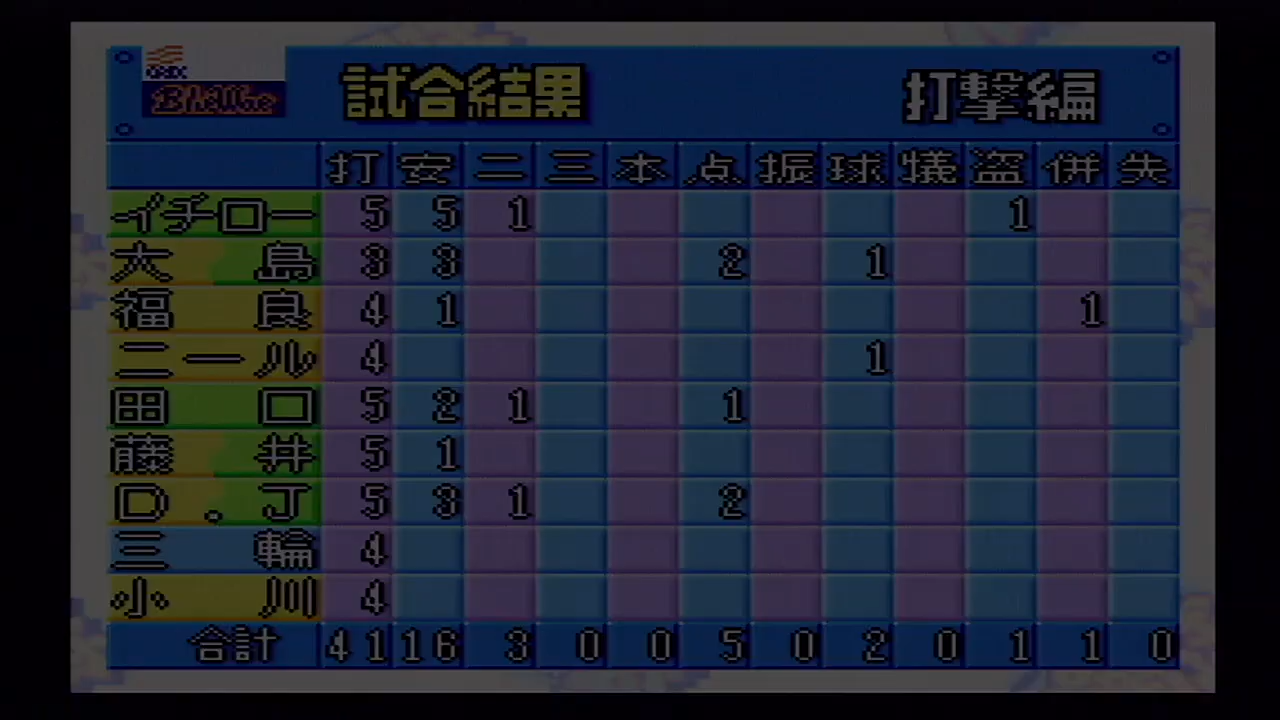 ORIX
BlueWave
試合結果 打撃編
打 安 二 三 本 点 振 球 犠 盗 併 失
イチロー 5 5 1 1
大島 3 3 2 1
福良 4 1 1
ニール 4 1
田口 5 2 1 1
藤井 5 1
D.J 5 3 1 2
三輪 4
小川 4
合計 41 16 3 0 0 5 0 2 0 1 1 0